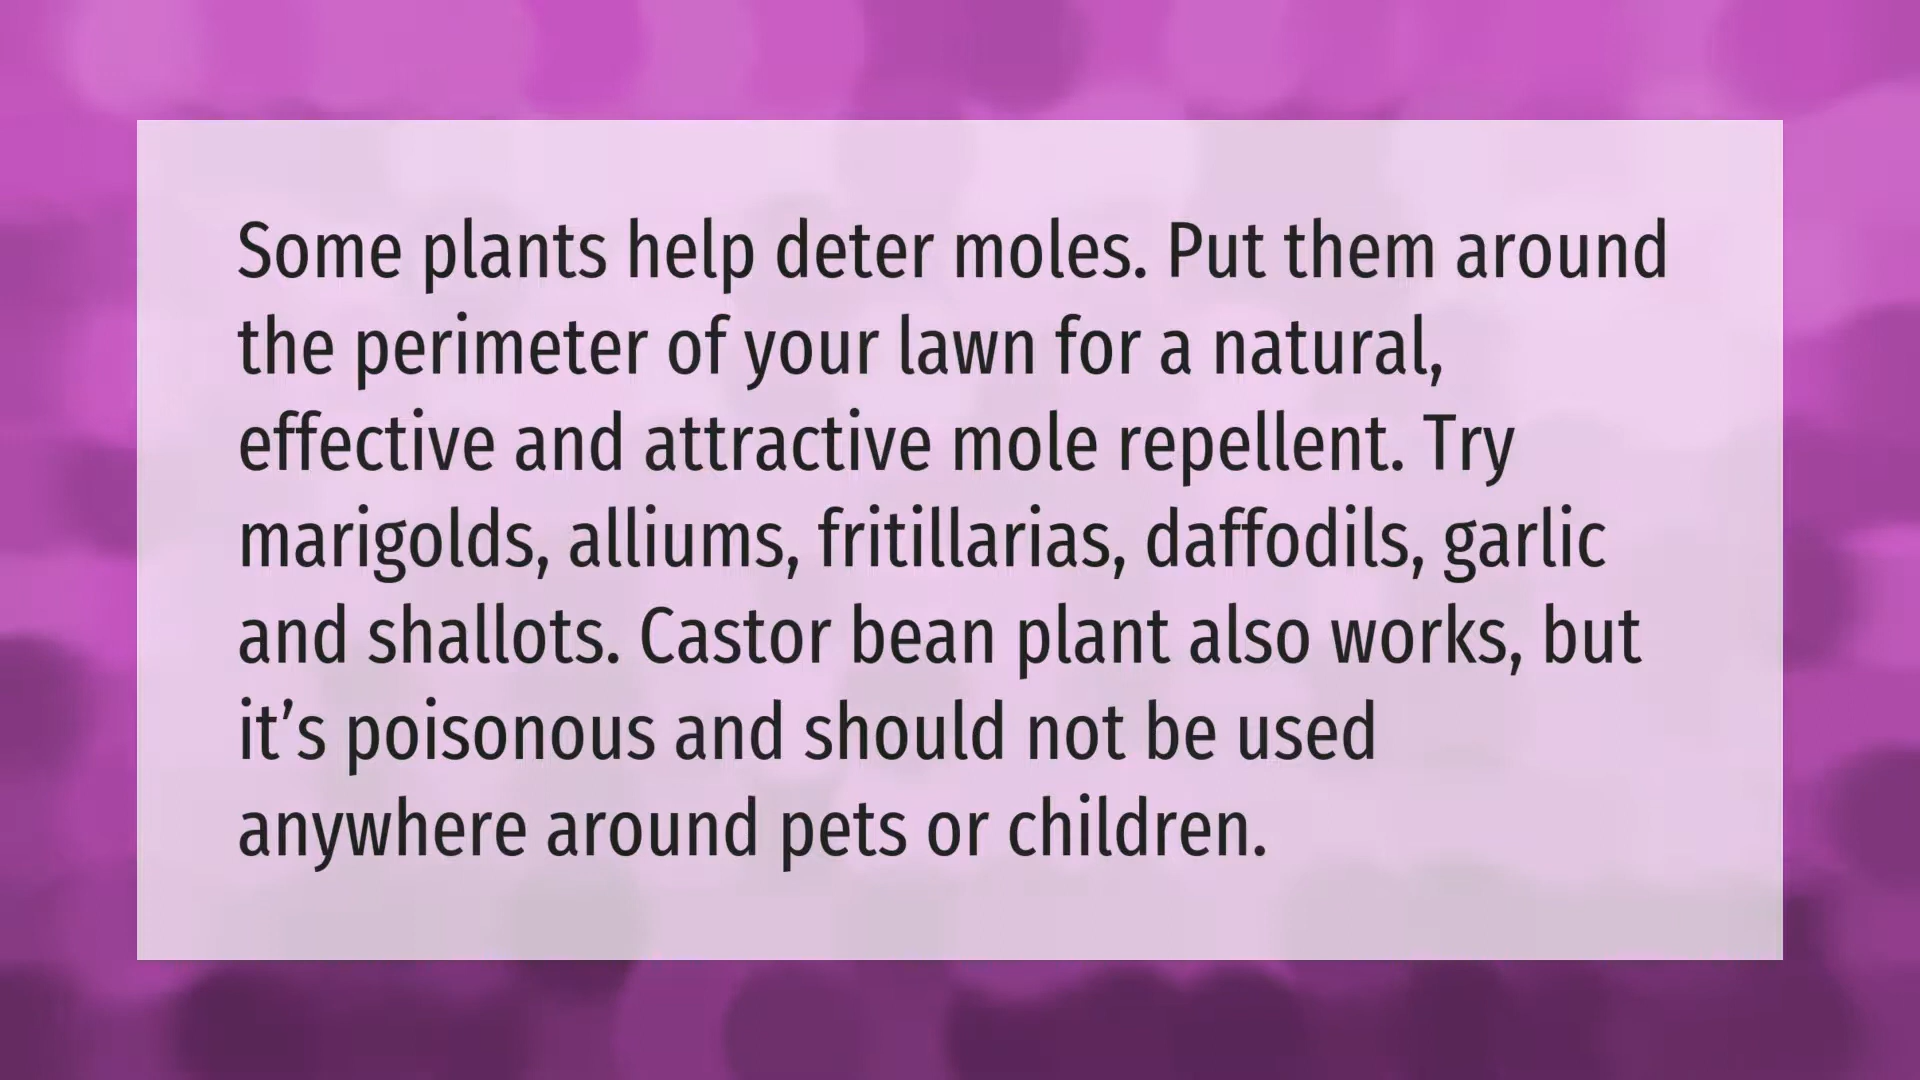 Some plants help deter moles. Put them around
the perimeter of your lawn for a natural,
effective and attractive mole repellent. Try
marigolds, alliums, fritillarias, daffodils, garlic
and shallots. Castor bean plant also works, but
it’s poisonous and should not be used
anywhere around pets or children.